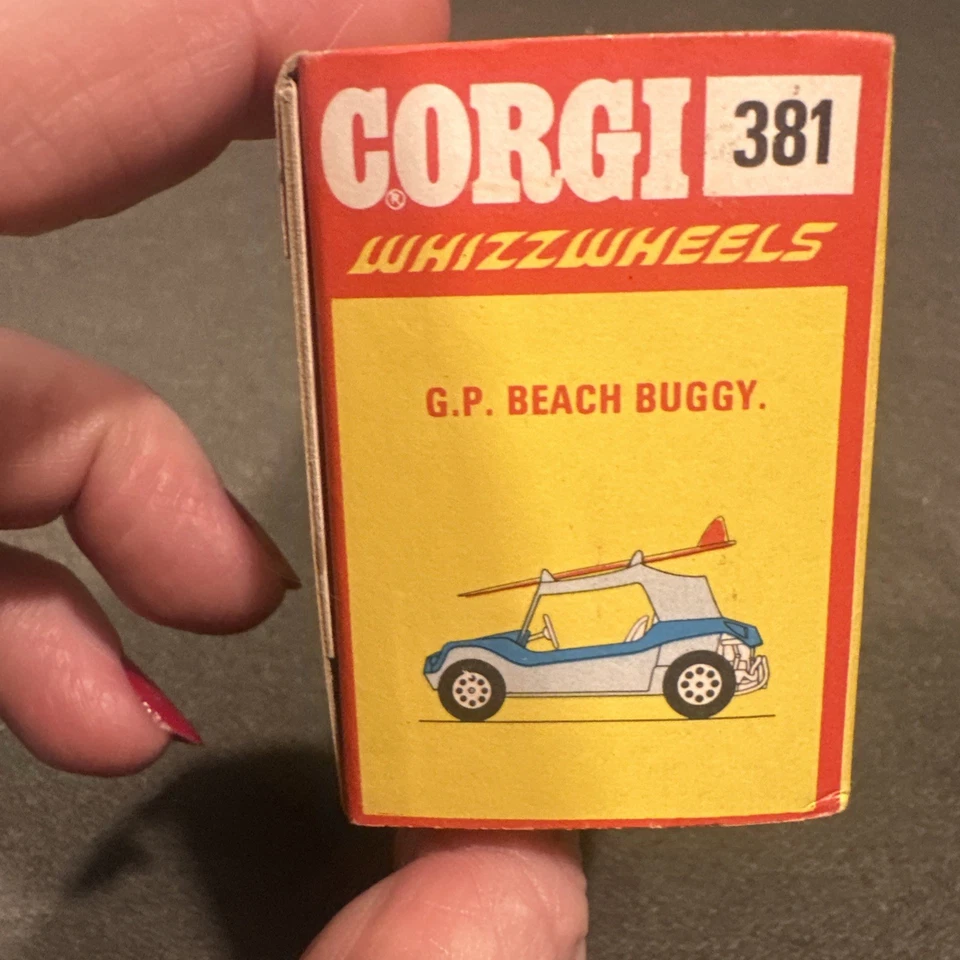 CORGI® 381
WHIZZWHEELS
G.P. BEACH BUGGY.